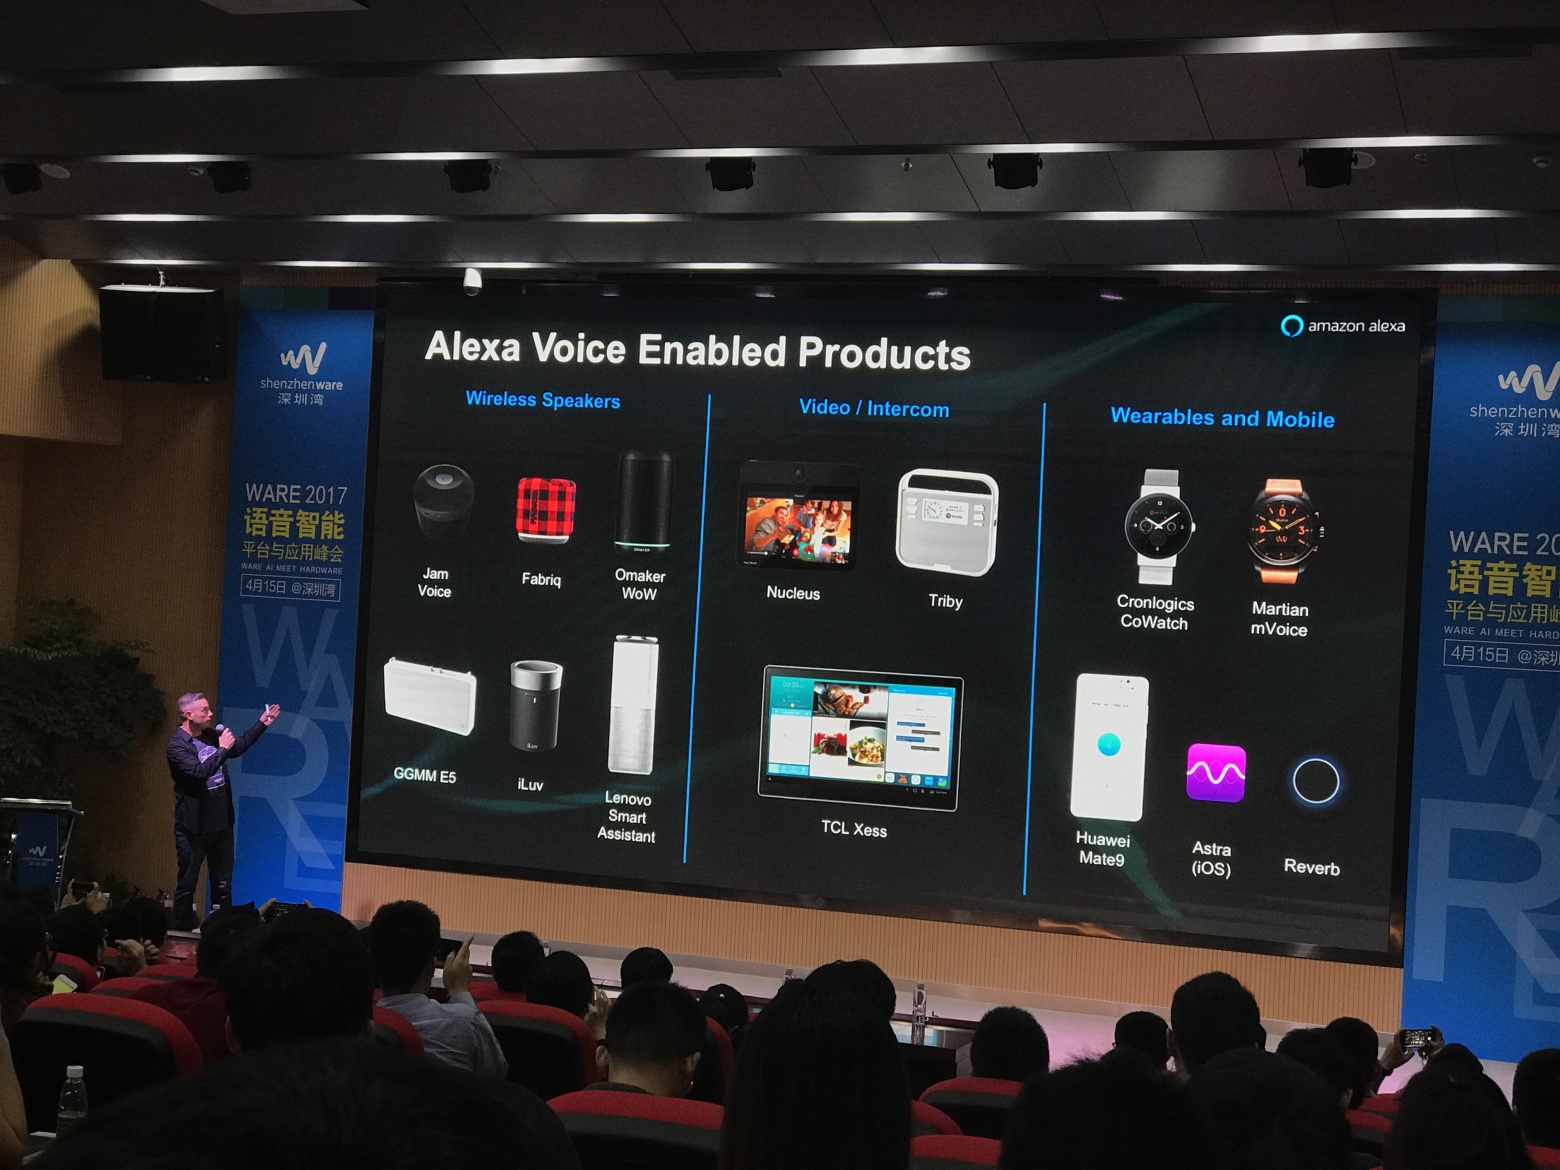 amazon alexa
Alexa Voice Enabled Products
Wireless Speakers
Jam
Voice
Fabriq
Omaker
WoW
GGMM E5
iLuv
Lenovo
Smart
Assistant
Video / Intercom
Nucleus
Triby
TCL Xess
Wearables and Mobile
Cronlogics
CoWatch
Martian
mVoice
Huawei
Mate9
Astra
(iOS)
Reverb
shenzhenware
深圳湾
WARE 2017
语音智能
平台与应用峰会
WARE AI MEET HARDWARE
4月15日 @深圳湾
WARE
shenzhenw
深圳湾
WARE 20
语音智
平台与应用
WARE AI MEET HARD
4月15日 @深圳